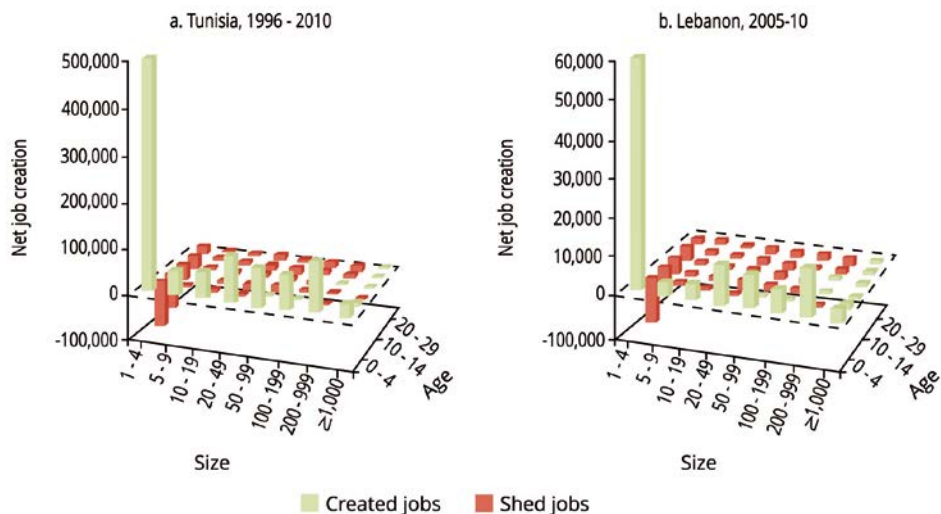 a. Tunisia, 1996 - 2010
Net job creation
500,000
400,000
300,000
200,000
100,000
0
-100,000
1 - 4
5 - 9
10 - 19
20 - 49
50 - 99
100 - 199
200 - 999
≥1,000
Size
0 - 4
10 - 14
20 - 29
Age
b. Lebanon, 2005-10
Net job creation
60,000
50,000
40,000
30,000
20,000
10,000
0
-100,000
1 - 4
5 - 9
10 - 19
20 - 49
50 - 99
100 - 199
200 - 999
≥1,000
Size
0 - 4
10 - 14
20 - 29
Age
Created jobs
Shed jobs